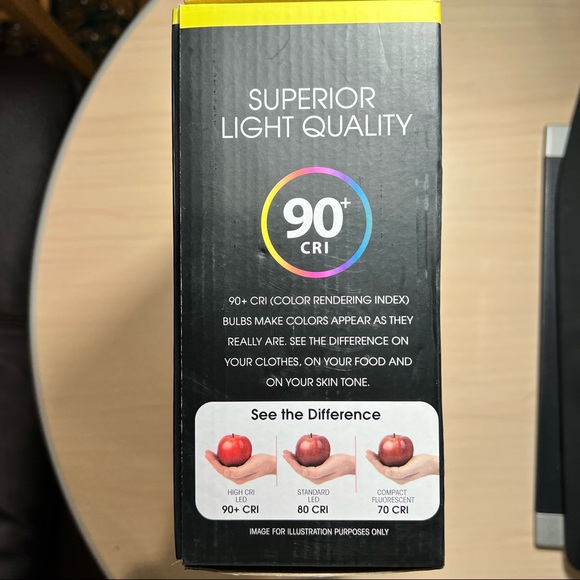 SUPERIOR
LIGHT QUALITY
90+
CRI
90+ CRI (COLOR RENDERING INDEX)
BULBS MAKE COLORS APPEAR AS THEY
REALLY ARE. SEE THE DIFFERENCE ON
YOUR CLOTHES, ON YOUR FOOD AND
ON YOUR SKIN TONE.
See the Difference
HIGH CRI
LED
90+ CRI
STANDARD
LED
80 CRI
COMPACT
FLUORESCENT
70 CRI
IMAGE FOR ILLUSTRATION PURPOSES ONLY